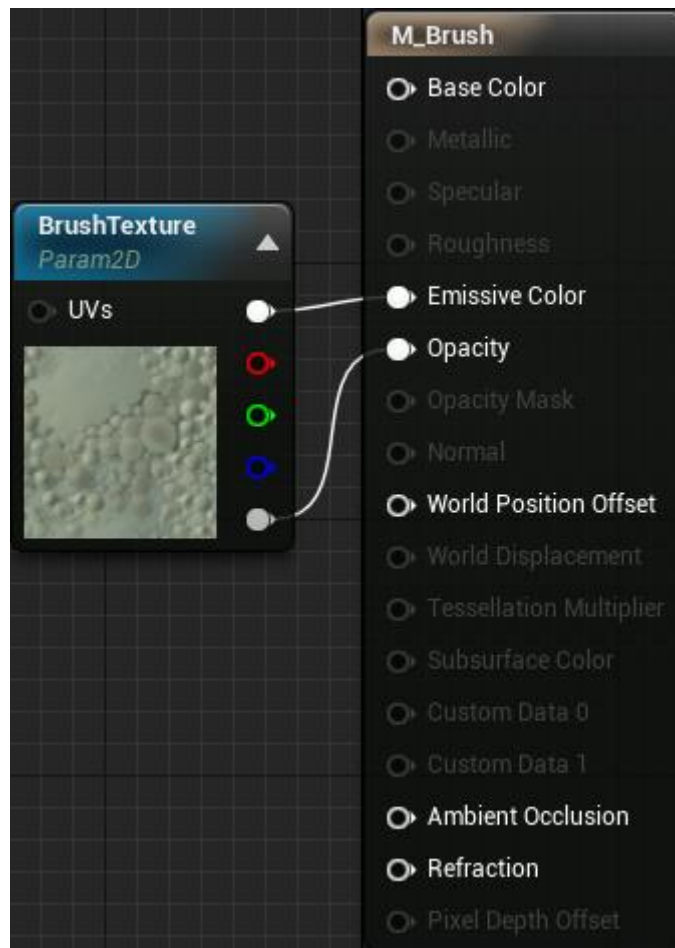 M_Brush
Base Color
Metallic
Specular
BrushTexture
Roughness
Param2D
UVs
Emissive Color
Opacity
Opacity Mask
Normal
World Position Offset
World Displacement
Tessellation Multiplier
Subsurface Color
Custom Data 0
Custom Data 1
Ambient Occlusion
Refraction
Pixel Depth Offset